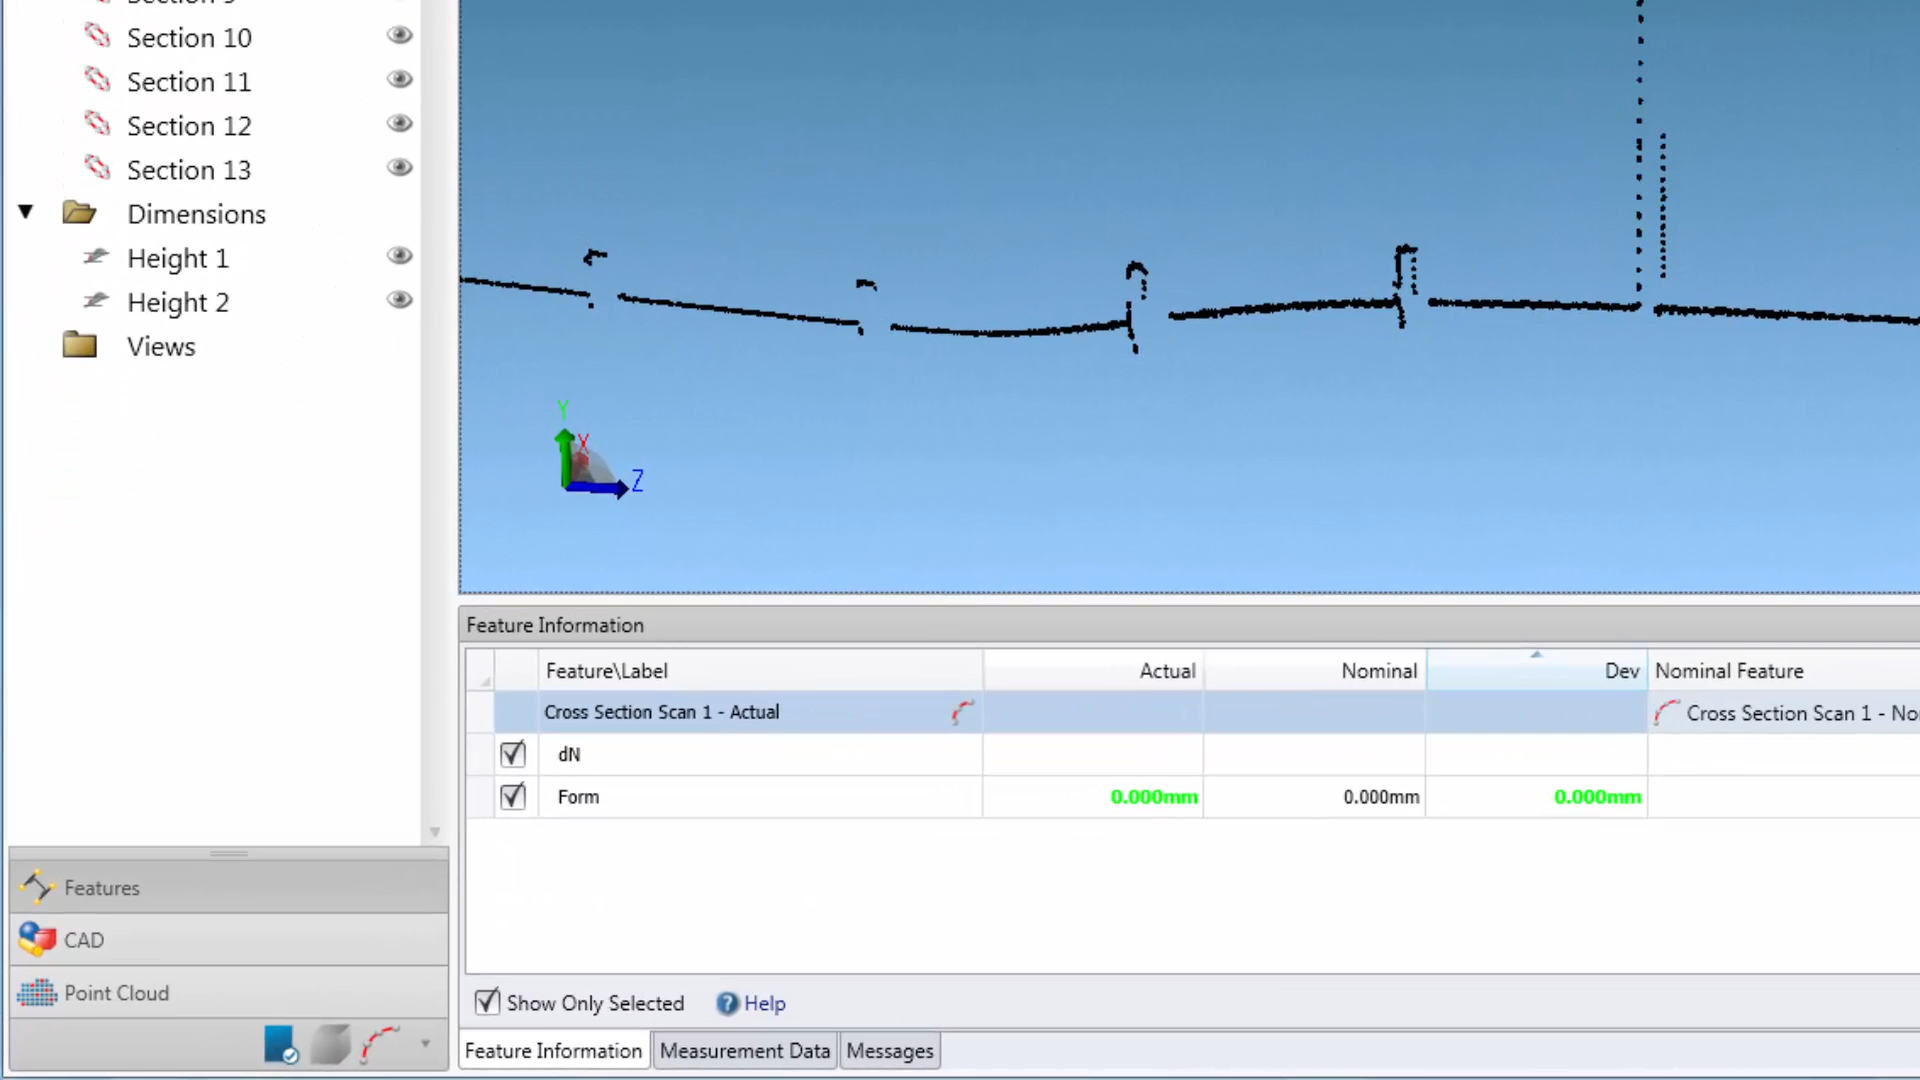 Section 9
Section 10
Section 11
Section 12
Section 13
Dimensions
Height 1
Height 2
Views
Y
X
Z
Feature Information
Feature\Label Actual Nominal Dev Nominal Feature
Cross Section Scan 1 - Actual Cross Section Scan 1 - No
dN
Form 0.000mm 0.000mm 0.000mm
Features
CAD
Point Cloud
Show Only Selected Help
Feature Information Measurement Data Messages